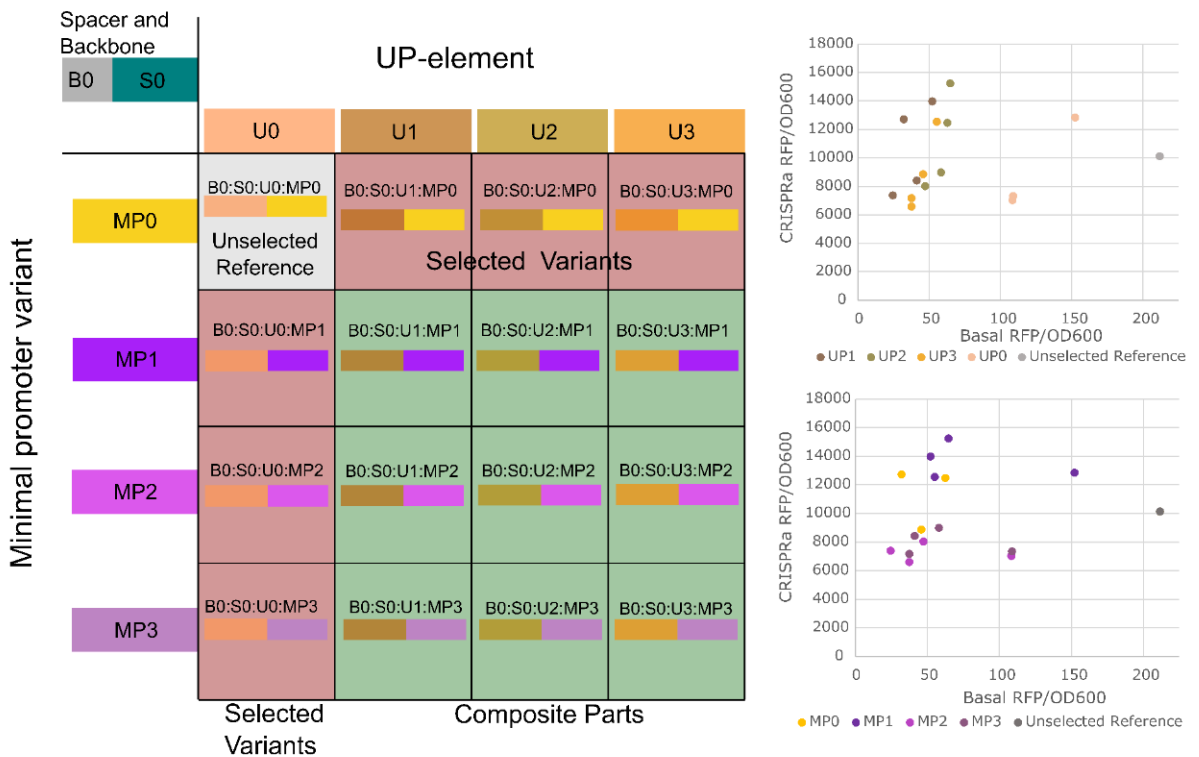 Spacer and
Backbone
B0 S0
UP-element
U0 U1 U2 U3
Minimal promoter variant
MP0
B0:S0:U0:MP0 B0:S0:U1:MP0 B0:S0:U2:MP0 B0:S0:U3:MP0
Unselected
Reference
Selected Variants
MP1
B0:S0:U0:MP1 B0:S0:U1:MP1 B0:S0:U2:MP1 B0:S0:U3:MP1
MP2
B0:S0:U0:MP2 B0:S0:U1:MP2 B0:S0:U2:MP2 B0:S0:U3:MP2
MP3
B0:S0:U0:MP3 B0:S0:U1:MP3 B0:S0:U2:MP3 B0:S0:U3:MP3
Selected
Variants
Composite Parts
CRISPRa RFP/OD600
18000
16000
14000
12000
10000
8000
6000
4000
2000
0
0 50 100 150 200
Basal RFP/OD600
UP1 UP2 UP3 UP0 Unselected Reference
CRISPRa RFP/OD600
18000
16000
14000
12000
10000
8000
6000
4000
2000
0
0 50 100 150 200
Basal RFP/OD600
MP0 MP1 MP2 MP3 Unselected Reference